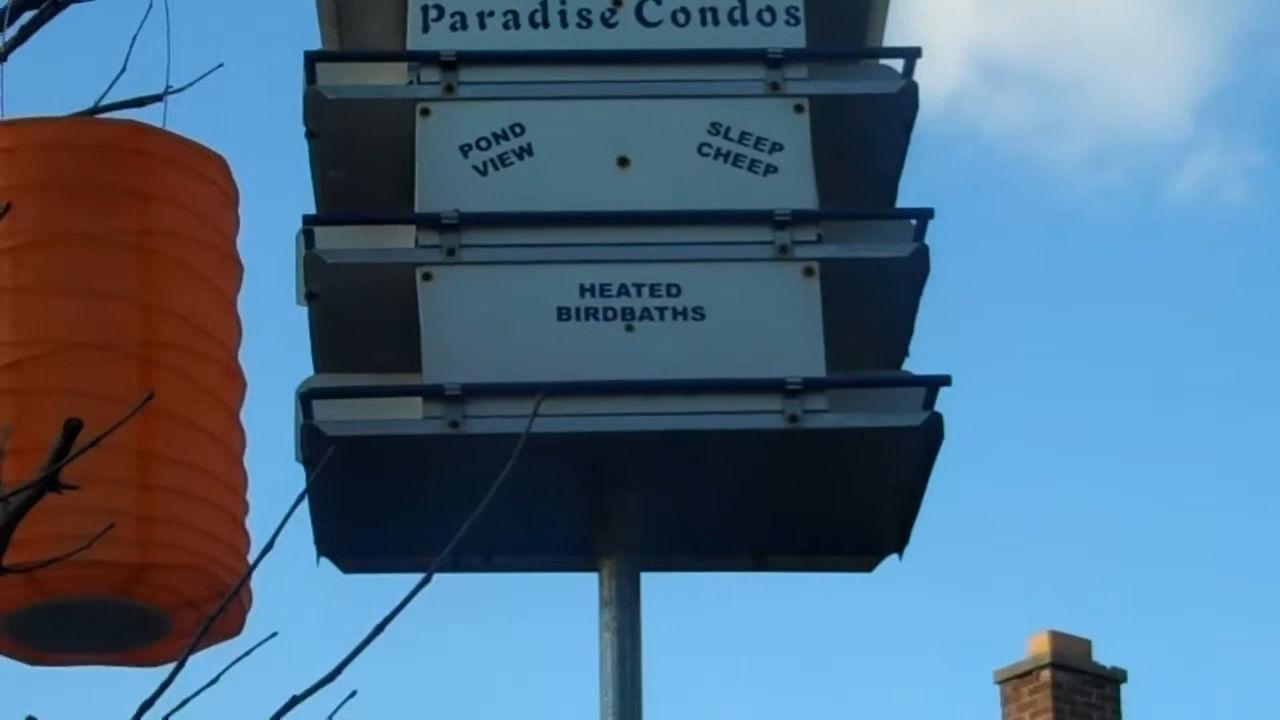 Paradise Condos
POND
VIEW
SLEEP
CHEEP
HEATED
BIRDBATHS